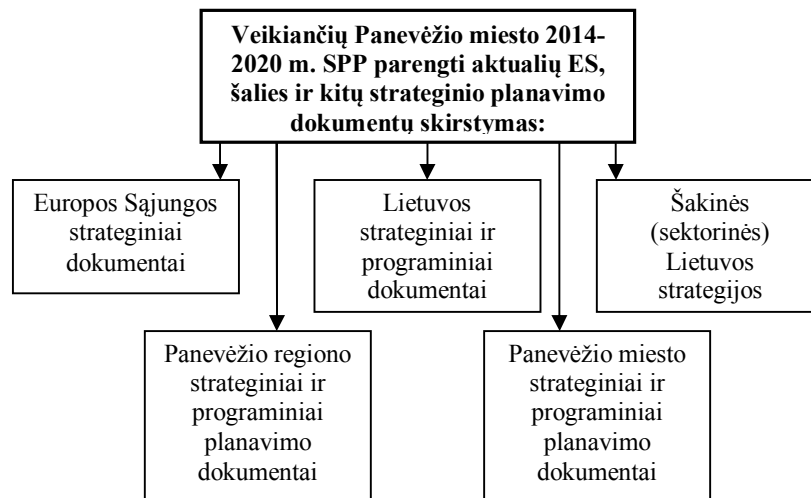 Veikiančių Panevėžio miesto 2014-
2020 m. SPP parengti aktualių ES,
šalies ir kitų strateginio planavimo
dokumentų skirstymas:
Europos Sąjungos
strateginiai
dokumentai
Lietuvos
strateginiai ir
programiniai
dokumentai
Šakinės
(sektorinės)
Lietuvos
strategijos
Panevėžio regiono
strateginiai ir
programiniai
planavimo
dokumentai
Panevėžio miesto
strateginiai ir
programiniai
planavimo
dokumentai